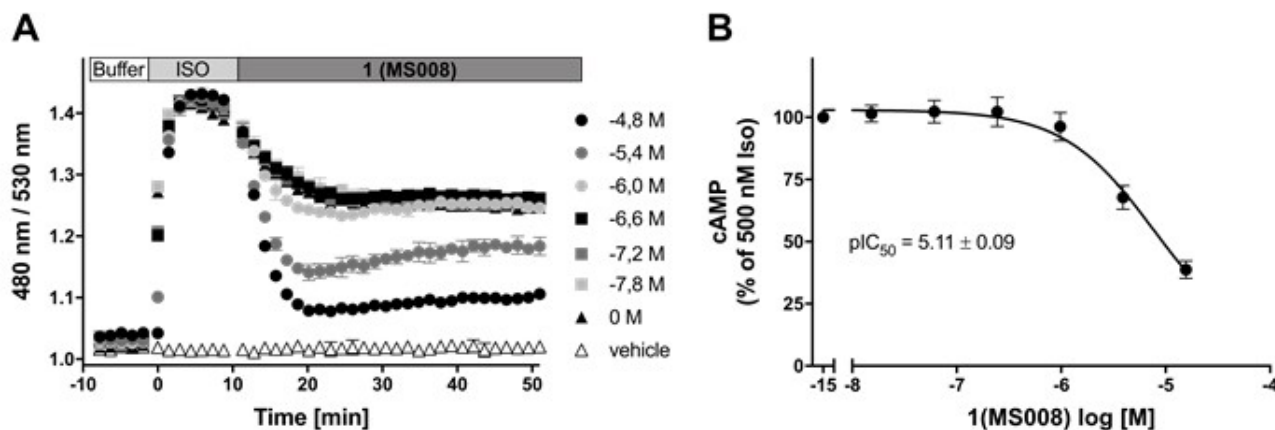 A
Buffer ISO 1 (MS008)
480 nm / 530 nm
1.4
1.3
1.2
1.1
1.0
-10 0 10 20 30 40 50
Time [min]
-4,8 M
-5,4 M
-6,0 M
-6,6 M
-7,2 M
-7,8 M
0 M
vehicle
B
cAMP
(% of 500 nM Iso)
100
75
50
25
0
pIC50 = 5.11 ± 0.09
-15 -8 -7 -6 -5 -4
1(MS008) log [M]